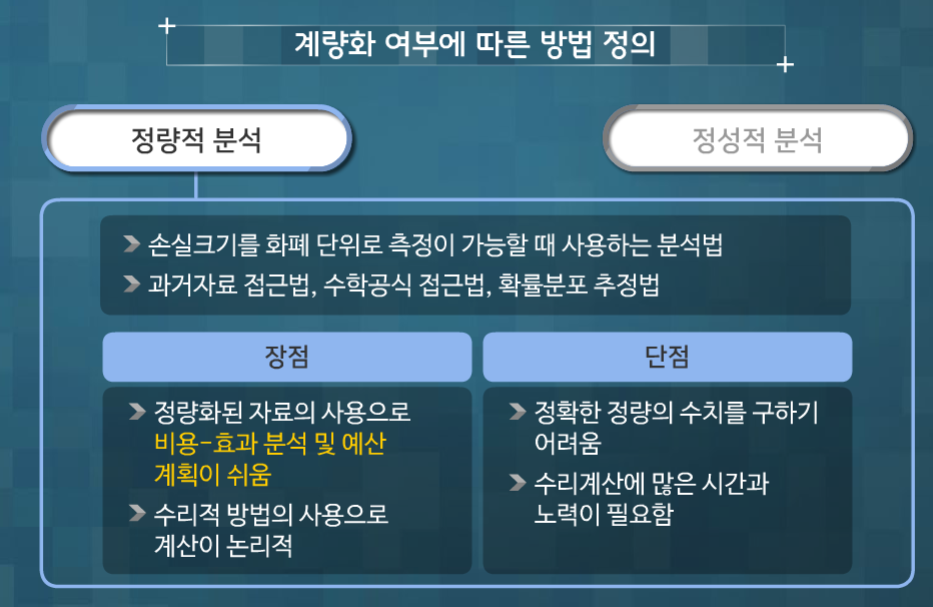 계량화 여부에 따른 방법 정의
정량적 분석
정성적 분석
손실크기를 화폐 단위로 측정이 가능할 때 사용하는 분석법
과거자료 접근법, 수학공식 접근법, 확률분포 추정법
장점
정량화된 자료의 사용으로
비용-효과 분석 및 예산
계획이 쉬움
수리적 방법의 사용으로
계산이 논리적
단점
정확한 정량의 수치를 구하기
어려움
수리계산에 많은 시간과
노력이 필요함